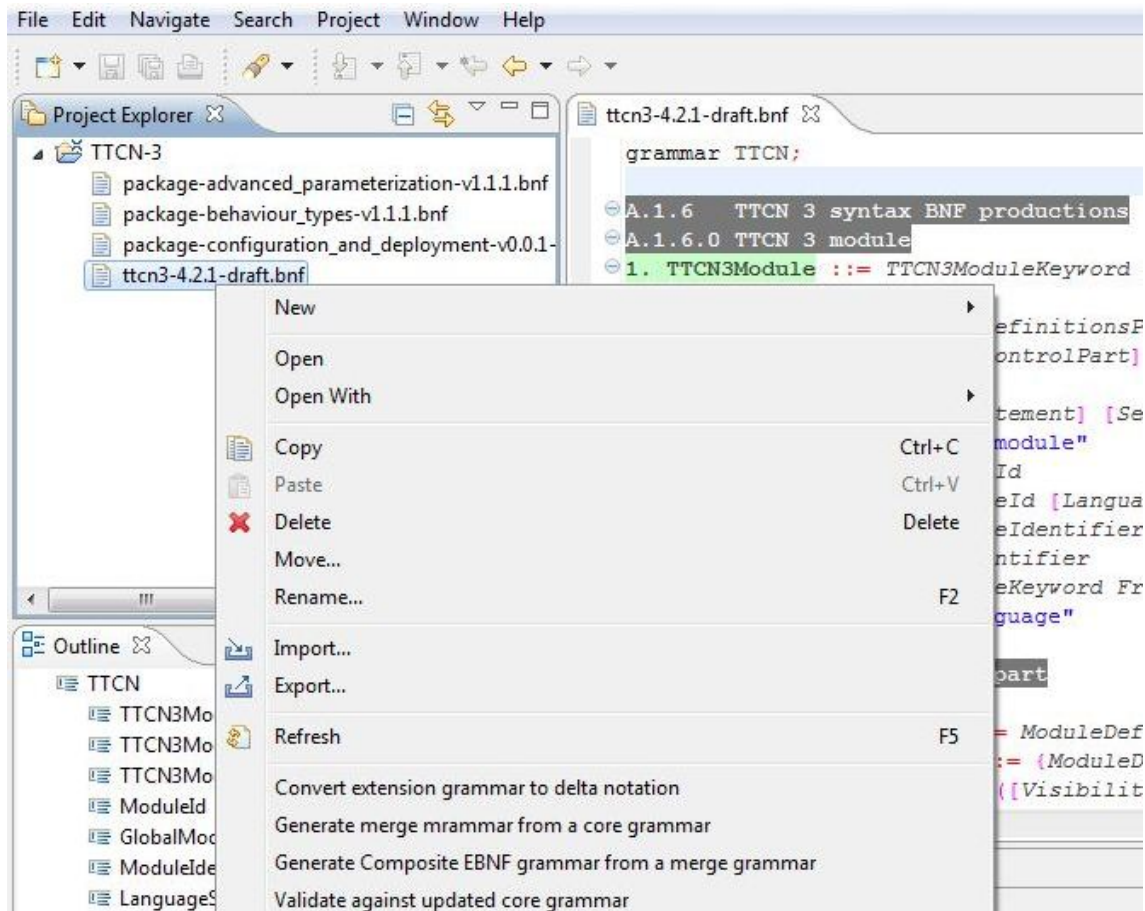 File Edit Navigate Search Project Window Help
Project Explorer
TTCN-3
package-advanced_parameterization-v1.1.1.bnf
package-behaviour_types-v1.1.1.bnf
package-configuration_and_deployment-v0.0.1-
ttcn3-4.2.1-draft.bnf
ttcn3-4.2.1-draft.bnf
grammar TTCN;
A.1.6 TTCN 3 syntax BNF productions
A.1.6.0 TTCN 3 module
1. TTCN3Module ::= TTCN3ModuleKeyword
efinitionsP
ontrolPart]
tement] [Se
module"
Id
eId [Langua
eIdentifier
ntifier
eKeyword Fr
guage"
part
= ModuleDef
:= {ModuleD
([Visibilit
New
Open
Open With
Copy Ctrl+C
Paste Ctrl+V
Delete Delete
Move...
Rename... F2
Import...
Export...
Refresh F5
Convert extension grammar to delta notation
Generate merge mrammar from a core grammar
Generate Composite EBNF grammar from a merge grammar
Validate against updated core grammar
Outline
TTCN
TTCN3Mo
TTCN3Mo
TTCN3Mo
ModuleId
GlobalMod
ModuleIde
LanguageS